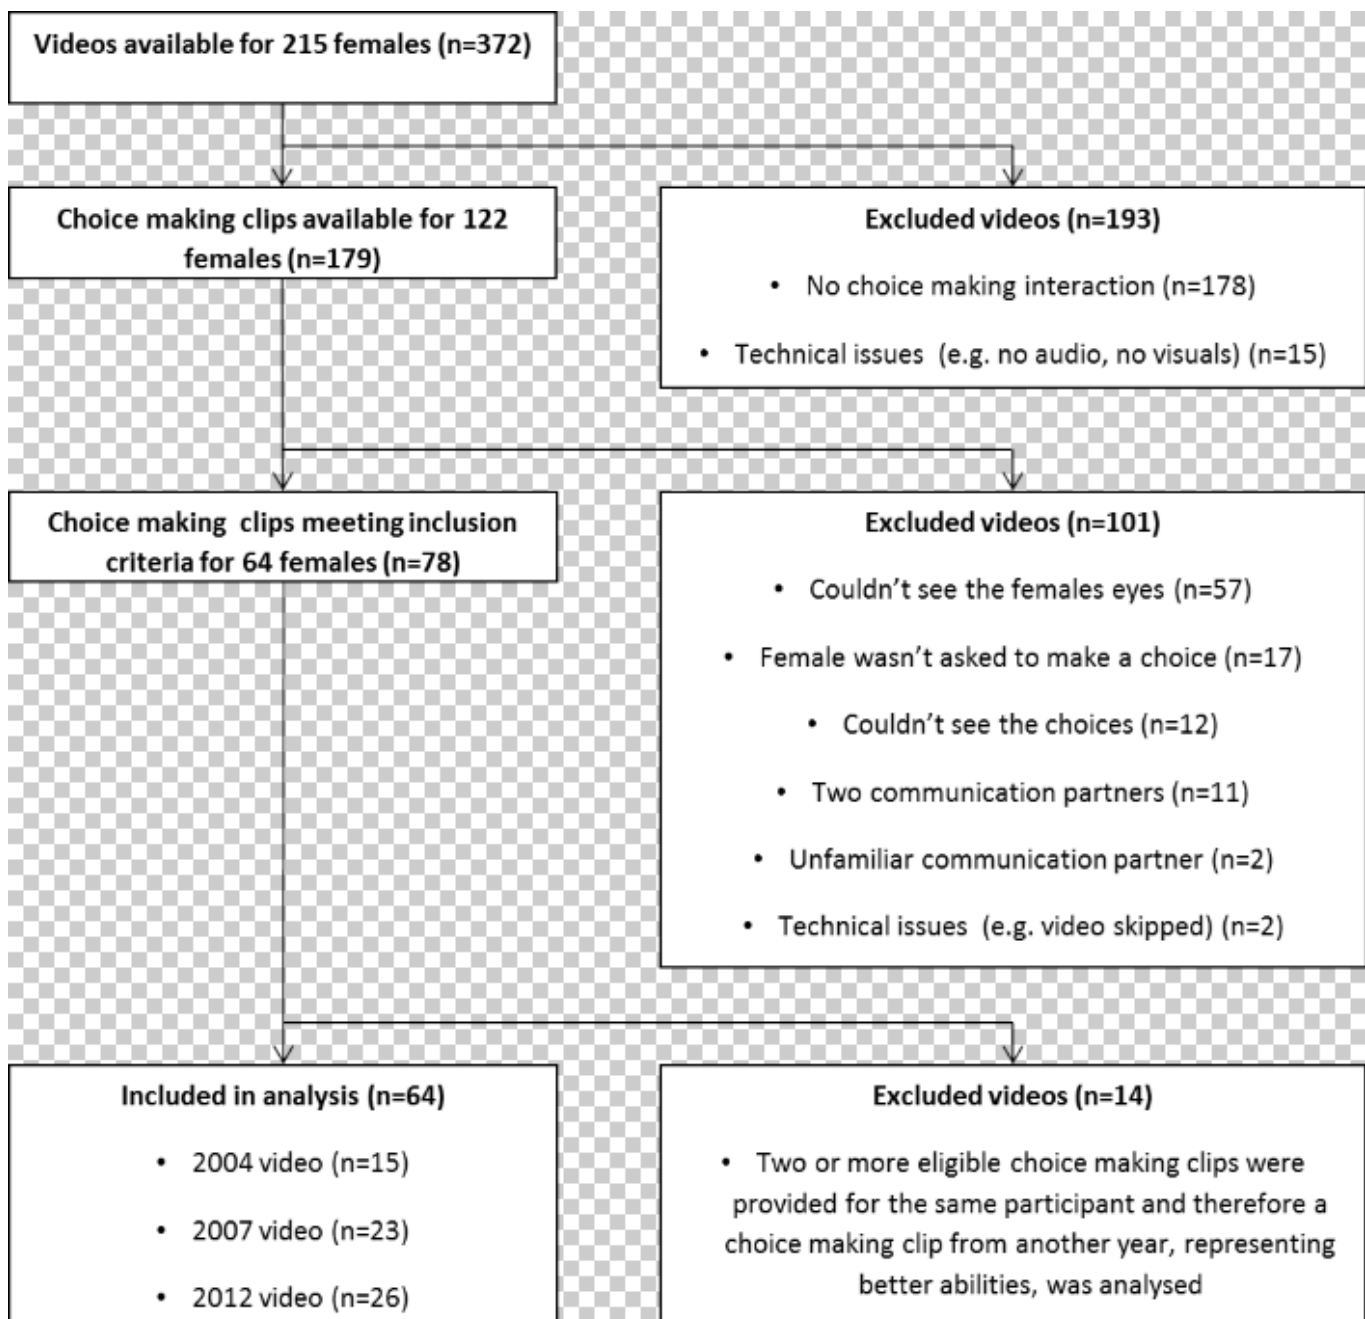 Videos available for 215 females (n=372)
Choice making clips available for 122
females (n=179)
Excluded videos (n=193)
• No choice making interaction (n=178)
• Technical issues (e.g. no audio, no visuals) (n=15)
Choice making clips meeting inclusion
criteria for 64 females (n=78)
Excluded videos (n=101)
• Couldn't see the females eyes (n=57)
• Female wasn't asked to make a choice (n=17)
• Couldn't see the choices (n=12)
• Two communication partners (n=11)
• Unfamiliar communication partner (n=2)
• Technical issues (e.g. video skipped) (n=2)
Included in analysis (n=64)
• 2004 video (n=15)
• 2007 video (n=23)
• 2012 video (n=26)
Excluded videos (n=14)
• Two or more eligible choice making clips were
provided for the same participant and therefore a
choice making clip from another year, representing
better abilities, was analysed